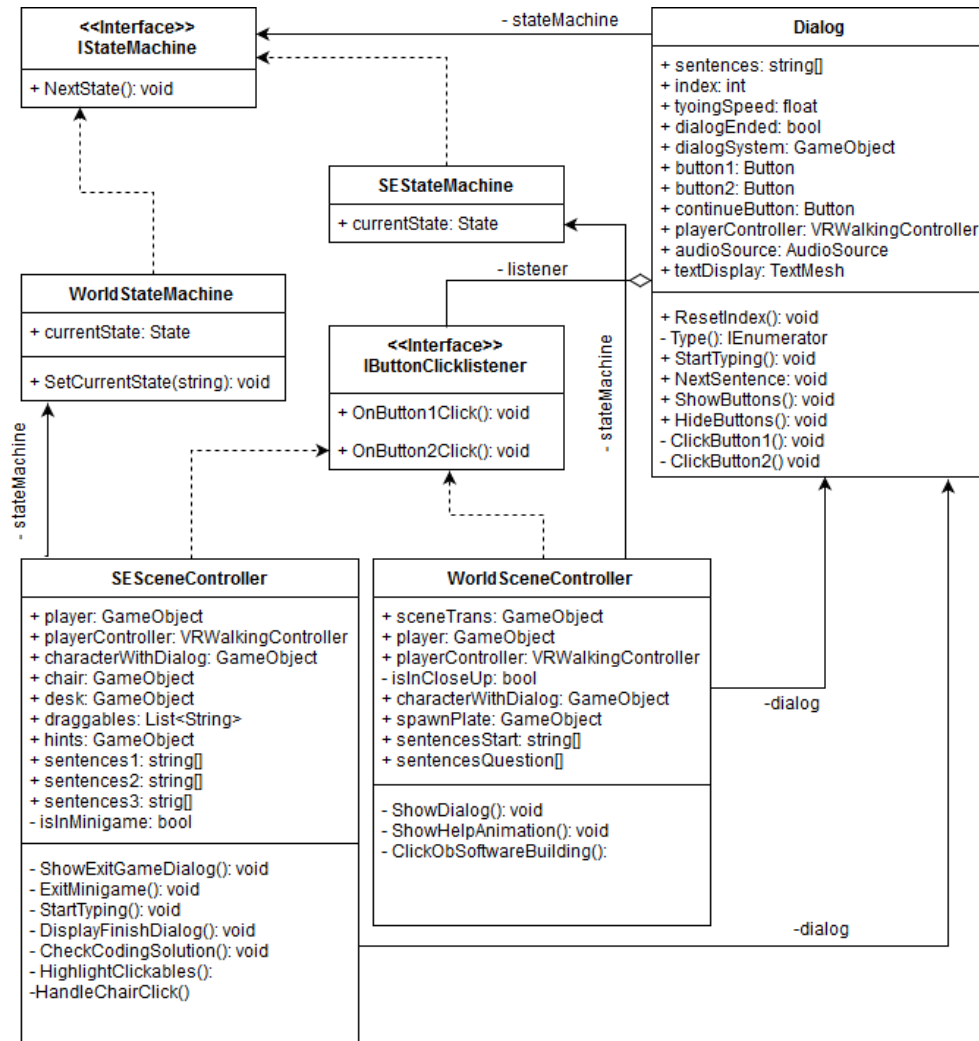 <<Interface>>
IStateMachine
+ NextState(): void
- stateMachine
Dialog
+ sentences: string[]
+ index: int
+ tyoingSpeed: float
+ dialogEnded: bool
+ dialogSystem: GameObject
+ button1: Button
+ button2: Button
+ continueButton: Button
+ playerController: VRWalkingController
+ audioSource: AudioSource
+ textDisplay: TextMesh
+ ResetIndex(): void
- Type(): IEnumerator
+ StartTyping(): void
+ NextSentence: void
+ ShowButtons(): void
+ HideButtons(): void
- ClickButton1(): void
- ClickButton2() void
SEStateMachine
+ currentState: State
- listener
WorldStateMachine
+ currentState: State
+ SetCurrentState(string): void
<<Interface>>
IButtonClicklistener
+ OnButton1Click(): void
+ OnButton2Click(): void
- stateMachine
- stateMachine
SESceneController
+ player: GameObject
+ playerController: VRWalkingController
+ characterWithDialog: GameObject
+ chair: GameObject
+ desk: GameObject
+ draggables: List<String>
+ hints: GameObject
+ sentences1: string[]
+ sentences2: string[]
+ sentences3: strig[]
- isInMinigame: bool
- ShowExitGameDialog(): void
- ExitMinigame(): void
- StartTyping(): void
- DisplayFinishDialog(): void
- CheckCodingSolution(): void
- HighlightClickables():
-HandleChairClick()
WorldSceneController
+ sceneTrans: GameObject
+ player: GameObject
+ playerController: VRWalkingController
- isInCloseUp: bool
+ characterWithDialog: GameObject
+ spawnPlate: GameObject
+ sentencesStart: string[]
+ sentencesQuestion[]
- ShowDialog(): void
- ShowHelpAnimation(): void
- ClickObSoftwareBuilding():
-dialog
-dialog